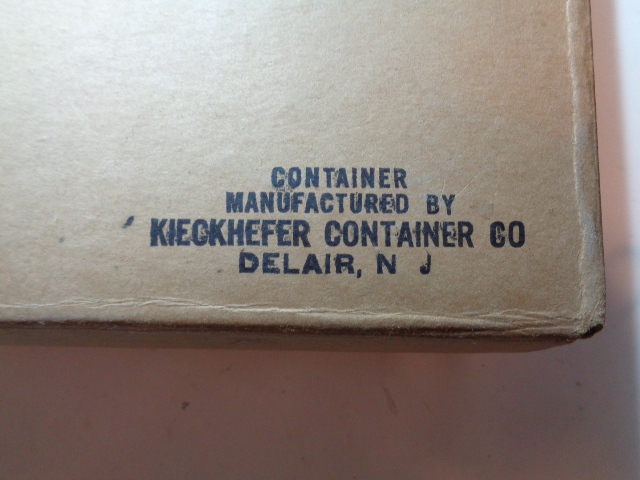 CONTAINER
MANUFACTURED BY
KIECKHEFER CONTAINER CO
DELAIR, N J